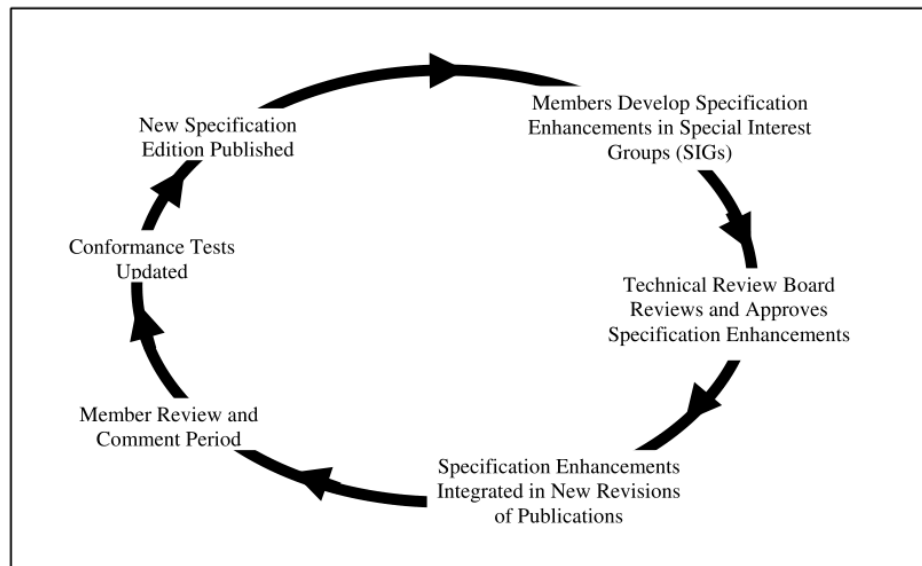 New Specification
Edition Published
Members Develop Specification
Enhancements in Special Interest
Groups (SIGs)
Technical Review Board
Reviews and Approves
Specification Enhancements
Specification Enhancements
Integrated in New Revisions
of Publications
Member Review and
Comment Period
Conformance Tests
Updated